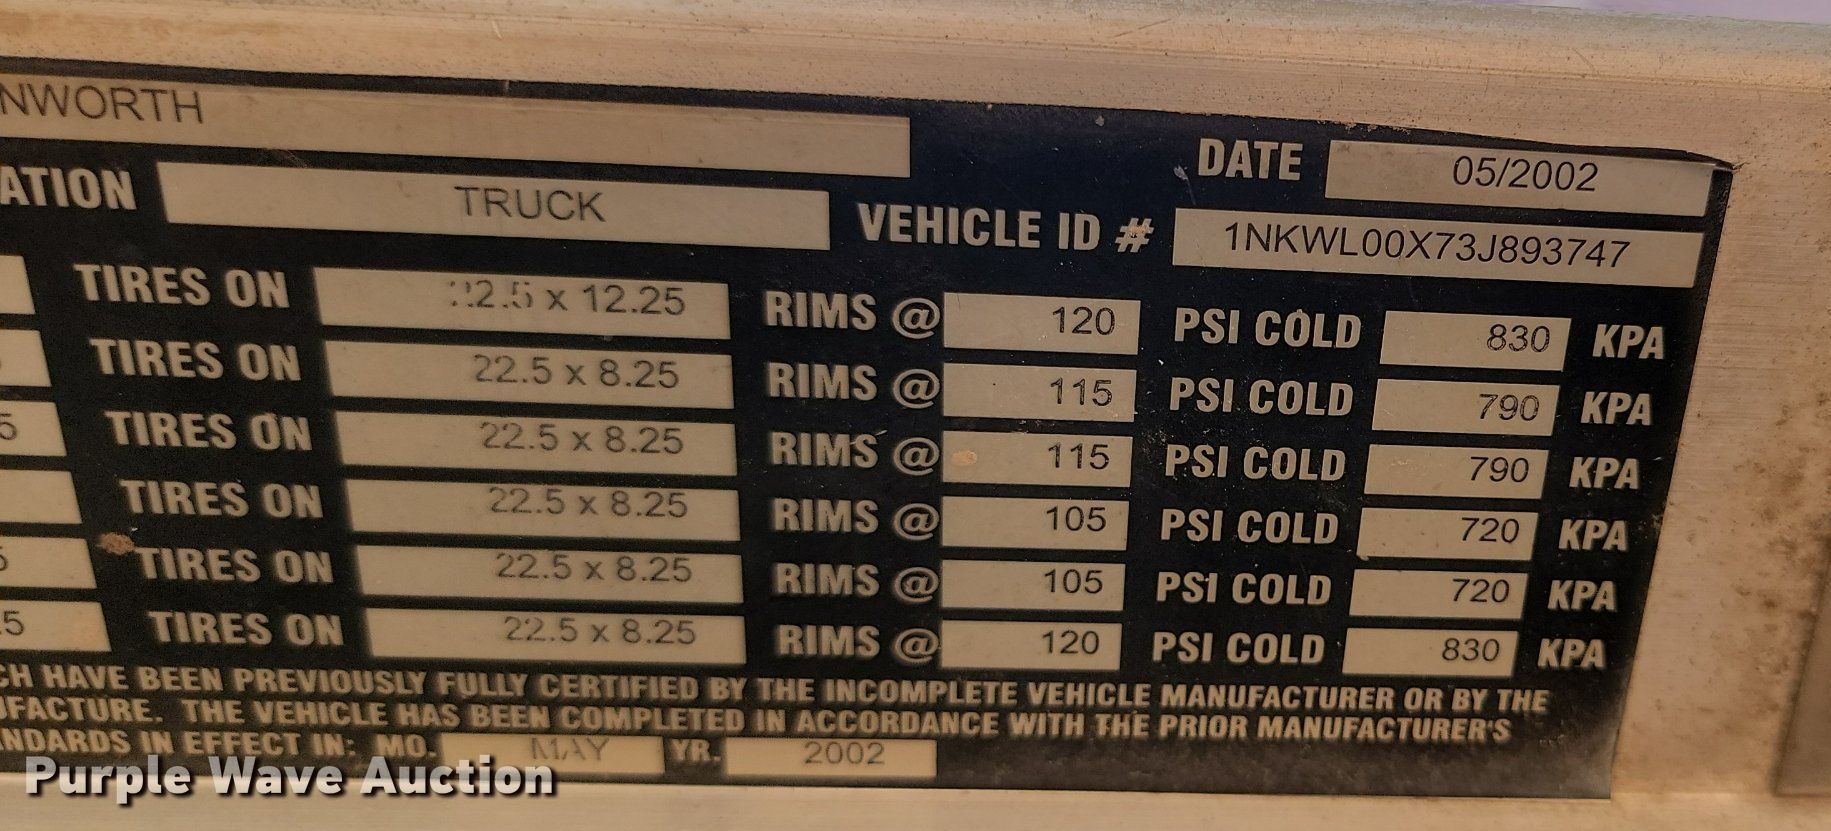 NWORTH
DATE 05/2002
ATION TRUCK VEHICLE ID # 1NKWL00X73J893747
TIRES ON 22.5 x 12.25 RIMS @ 120 PSI COLD 830 KPA
TIRES ON 22.5 x 8.25 RIMS @ 115 PSI COLD 790 KPA
5 TIRES ON 22.5 x 8.25 RIMS @ 115 PSI COLD 790 KPA
TIRES ON 22.5 x 8.25 RIMS @ 105 PSI COLD 720 KPA
5 TIRES ON 22.5 x 8.25 RIMS @ 105 PSI COLD 720 KPA
.5 TIRES ON 22.5 x 8.25 RIMS @ 120 PSI COLD 830 KPA
CH HAVE BEEN PREVIOUSLY FULLY CERTIFIED BY THE INCOMPLETE VEHICLE MANUFACTURER OR BY THE
UFACTURE. THE VEHICLE HAS BEEN COMPLETED IN ACCORDANCE WITH THE PRIOR MANUFACTURER'S
NDARDS IN EFFECT IN: MO. MAY YR. 2002
Purple Wave Auction